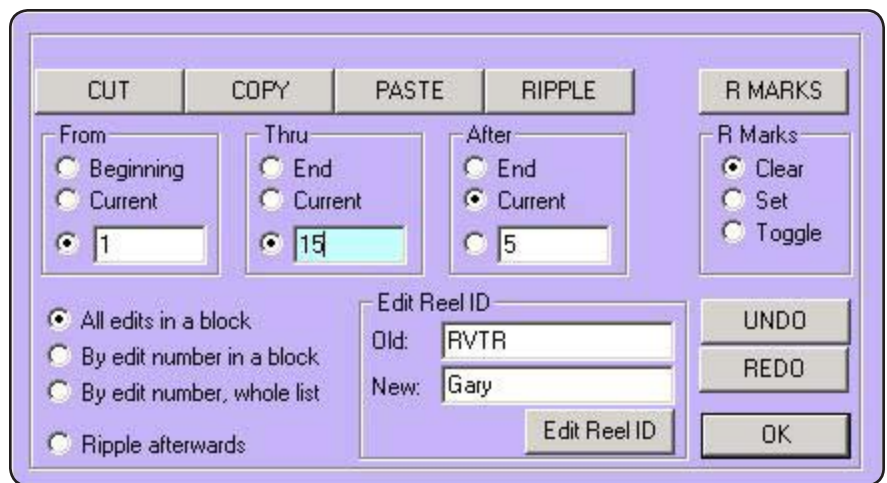 CUT COPY PASTE RIPPLE R MARKS
From Thru After R Marks
Beginning End End Clear
Current Current Current Set
1 15 5 Toggle
All edits in a block
By edit number in a block
By edit number, whole list
Ripple afterwards
Edit Reel ID
Old: RVTR
New: Gary
Edit Reel ID
UNDO
REDO
OK